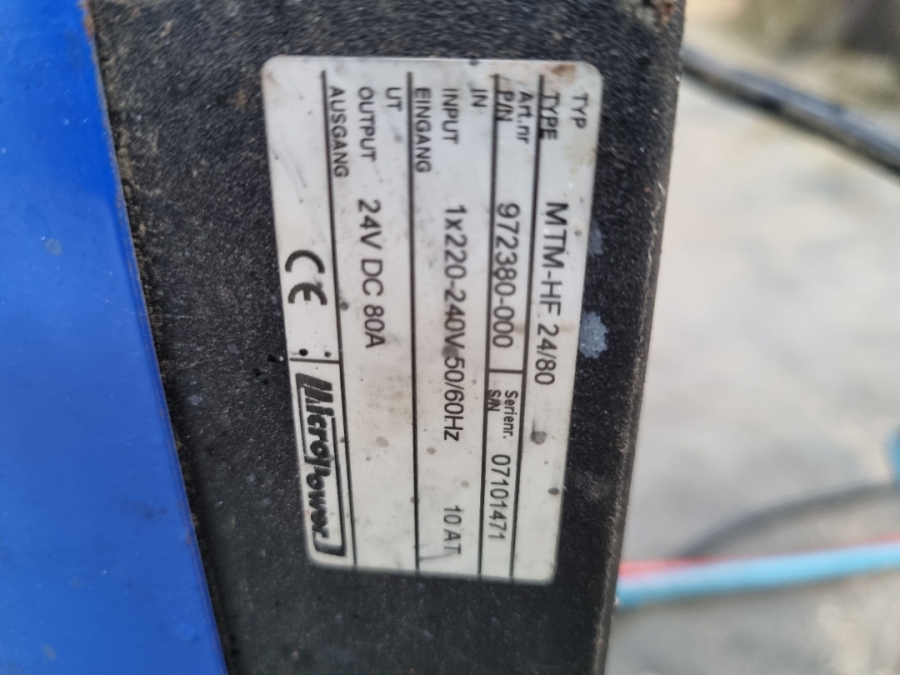 TYP
TYPE MTM-HF 24/80
Art.nr
P/N 972380-000 Serienr. S/N 07101471
IN
INPUT 1x220-240V 50/60Hz 10 AT
EINGANG
UT
OUTPUT 24V DC 80A
AUSGANG
CE Micropower